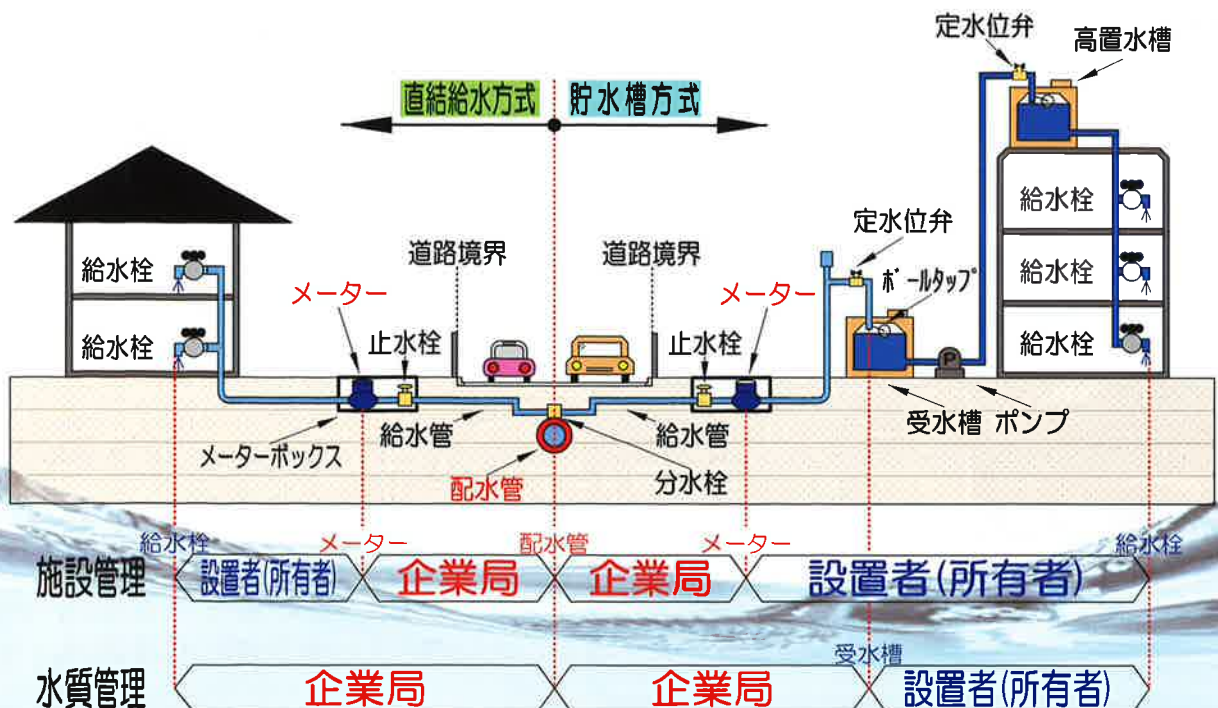 定水位弁
高置水槽
直結給水方式 貯水槽方式
給水栓
定水位弁
道路境界
道路境界
給水栓
給水栓
メーター
メーター
ボールタップ
給水栓
止水栓
止水栓
給水栓
P
給水管
給水管
受水槽 ポンプ
メーターボックス
配水管
分水栓
給水栓 メーター 配水管 メーター 給水栓
施設管理 設置者(所有者) 企業局 企業局 設置者(所有者)
受水槽
水質管理 企業局 企業局 設置者(所有者)